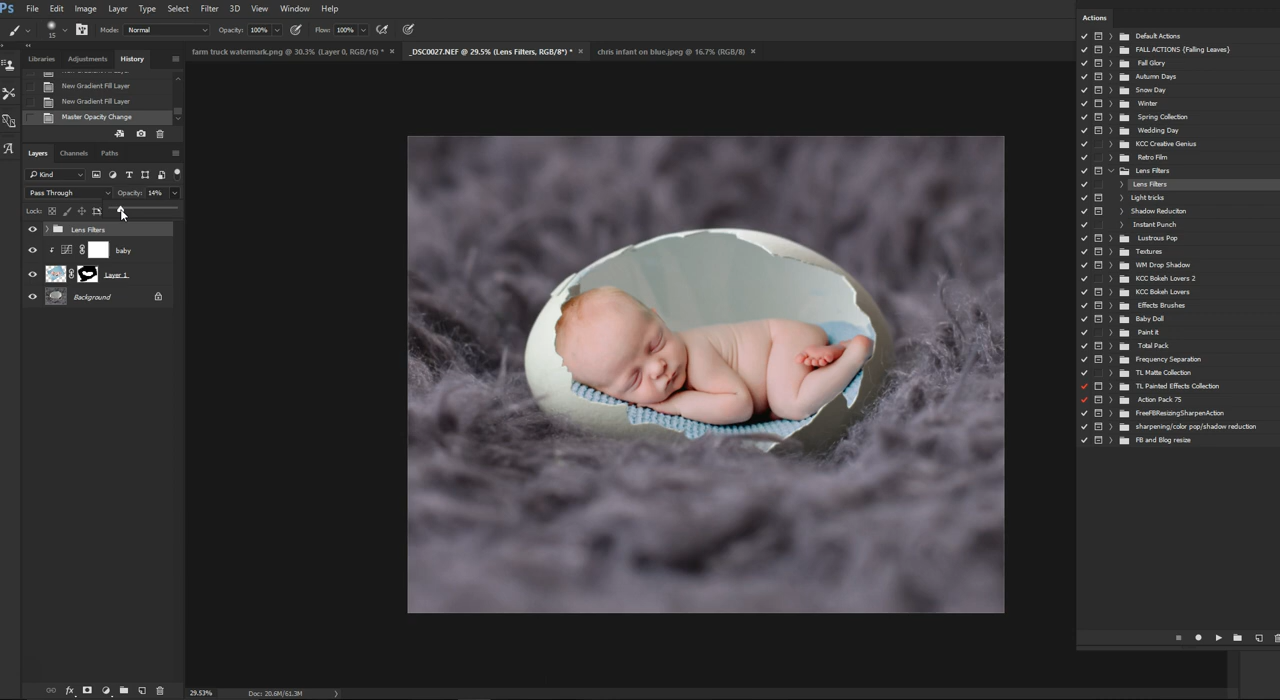 Ps File Edit Image Layer Type Select Filter 3D View Window Help
15 Mode: Normal Opacity: 100% Flow: 100%
farm truck watermark.png @ 30.3% (Layer 0, RGB/16) * × _DSC0027.NEF @ 29.5% (Lens Filters, RGB/8*) * × chris infant on blue.jpeg @ 16.7% (RGB/8) ×
Libraries Adjustments History
New Gradient Fill Layer
New Gradient Fill Layer
Master Opacity Change
Layers Channels Paths
Kind
Pass Through Opacity: 14%
Lock:
Lens Filters
baby
Layer 1
Background
29.53% Doc: 20.6M/61.3M
Actions
Default Actions
FALL ACTIONS {Falling Leaves}
Fall Glory
Autumn Days
Snow Day
Winter
Spring Collection
Wedding Day
KCC Creative Genius
Retro Film
Lens Filters
Lens Filters
Light tricks
Shadow Reduciton
Instant Punch
Lustrous Pop
Textures
WM Drop Shadow
KCC Bokeh Lovers 2
KCC Bokeh Lovers
Effects Brushes
Baby Doll
Paint it
Total Pack
Frequency Separation
TL Matte Collection
TL Painted Effects Collection
Action Pack 75
FreeFBResizingSharpenAction
sharpening/color pop/shadow reduction
FB and Blog resize